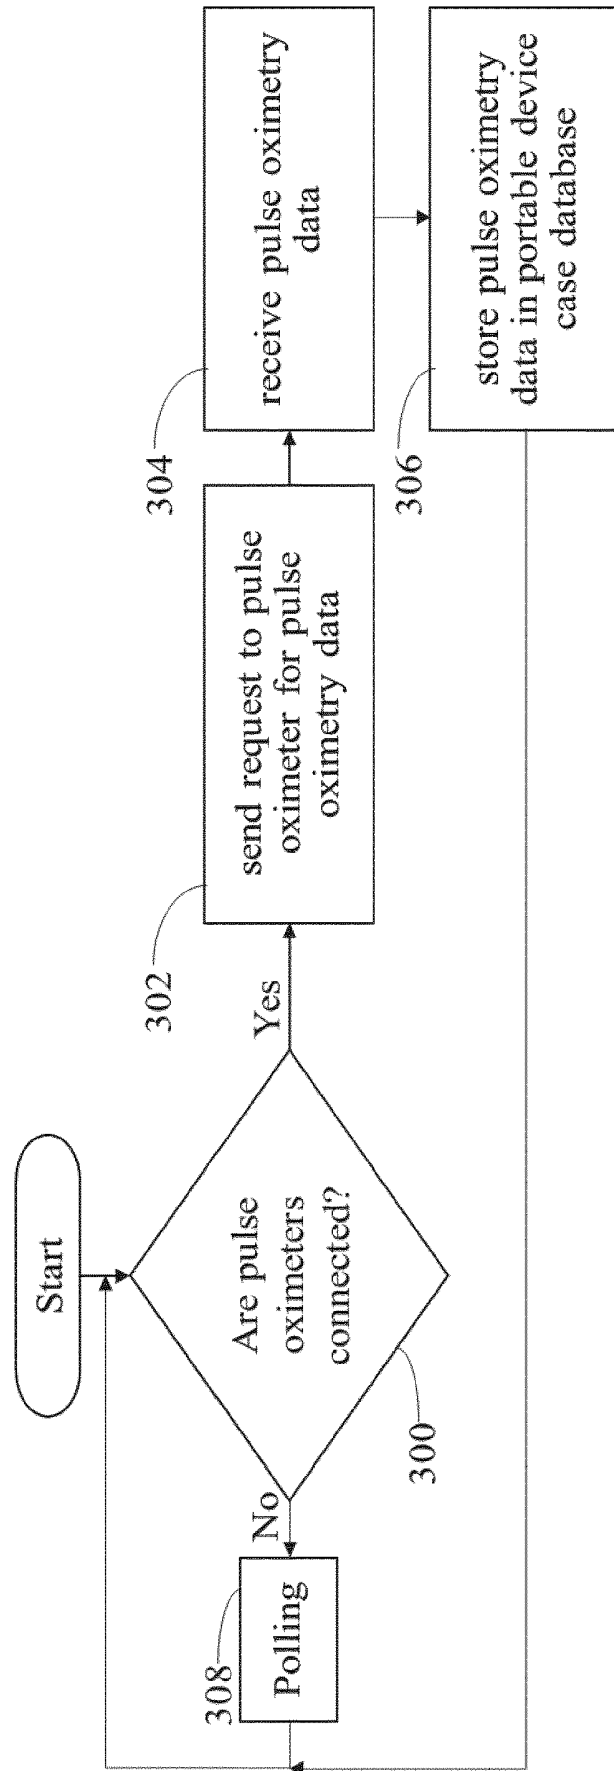 Start
Are pulse
oximeters
connected?
300
No
Polling
308
Yes
302
send request to pulse
oximeter for pulse
oximetry data
304
receive pulse oximetry
data
306
store pulse oximetry
data in portable device
case database